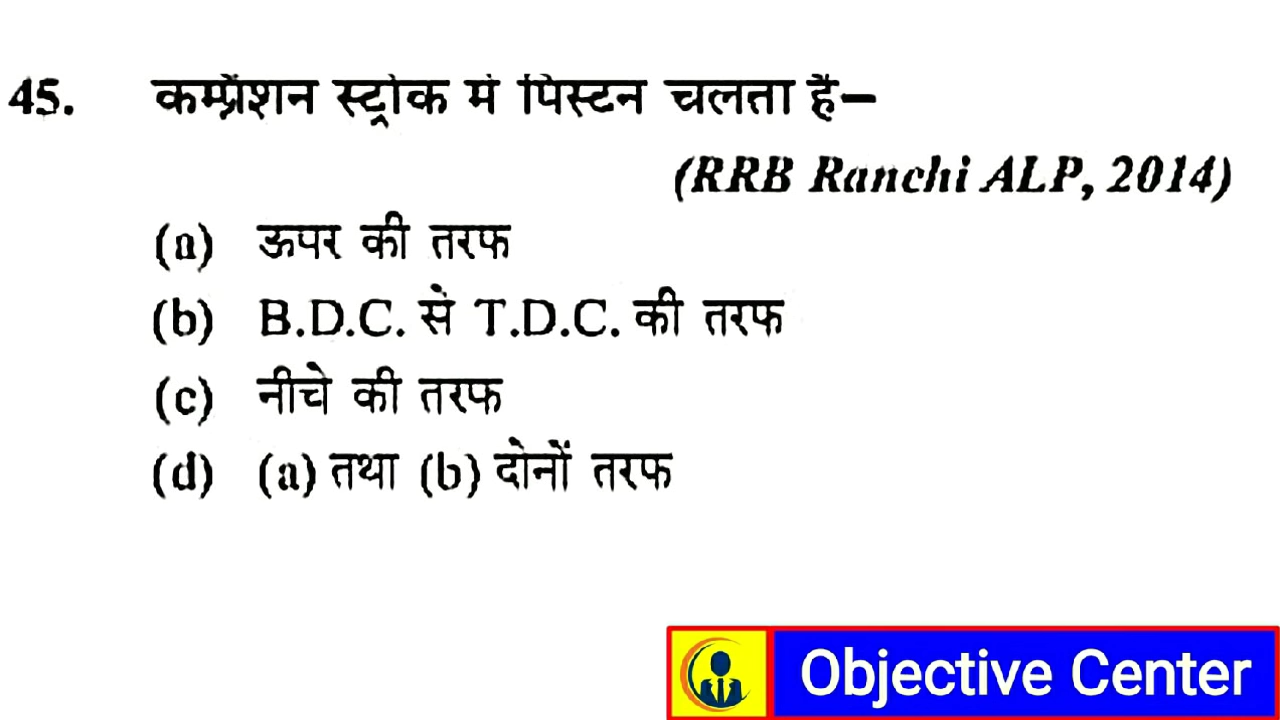 45. कम्प्रेशन स्ट्रोक में पिस्टन चलता है–
(RRB Ranchi ALP, 2014)
(a) ऊपर की तरफ
(b) B.D.C. से T.D.C. की तरफ
(c) नीचे की तरफ
(d) (a) तथा (b) दोनों तरफ
Objective Center